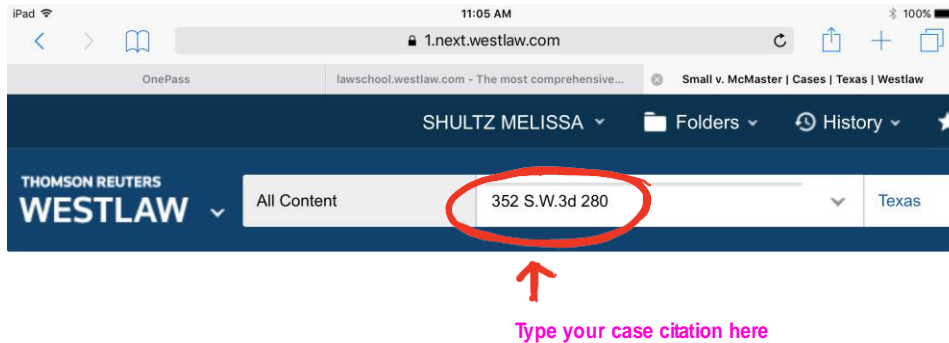 iPad 11:05 AM 100%
1.next.westlaw.com
OnePass lawschool.westlaw.com - The most comprehensive... Small v. McMaster | Cases | Texas | Westlaw
SHULTZ MELISSA Folders History
THOMSON REUTERS
WESTLAW All Content 352 S.W.3d 280 Texas
Type your case citation here